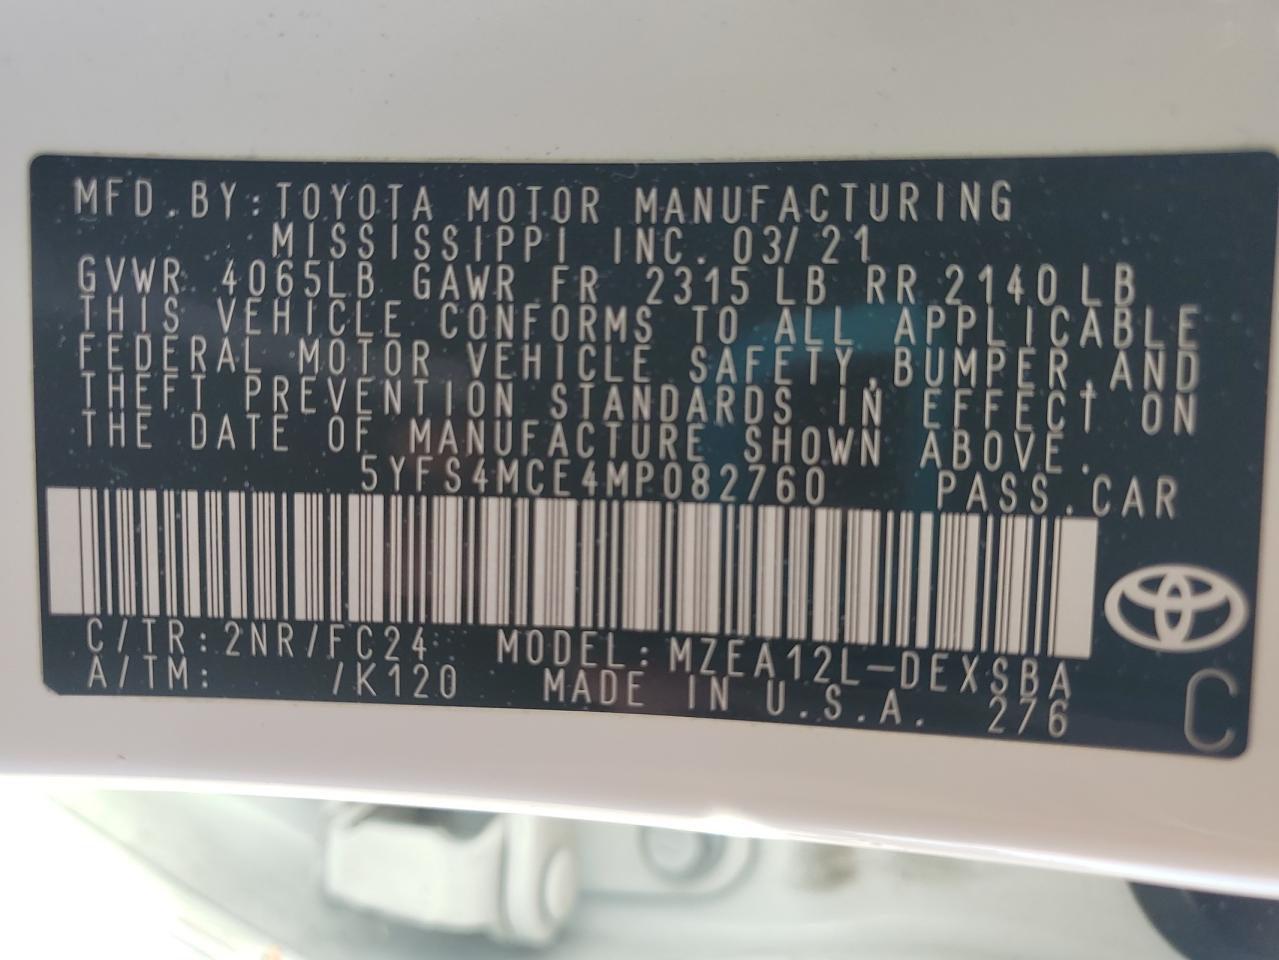 MFD.BY:TOYOTA MOTOR MANUFACTURING
MISSISSIPPI INC. 03/21
GVWR 4065LB GAWR FR 2315 LB RR 2140 LB
THIS VEHICLE CONFORMS TO ALL APPLICABLE
FEDERAL MOTOR VEHICLE SAFETY,BUMPER,AND
THEFT PREVENTION STANDARDS IN EFFECT ON
THE DATE OF MANUFACTURE SHOWN ABOVE.
5YFS4MCE4MP082760 PASS.CAR
C/TR:2NR/FC24 MODEL:MZEA12L-DEXSBA
A/TM: /K120 MADE IN U.S.A. 276
C